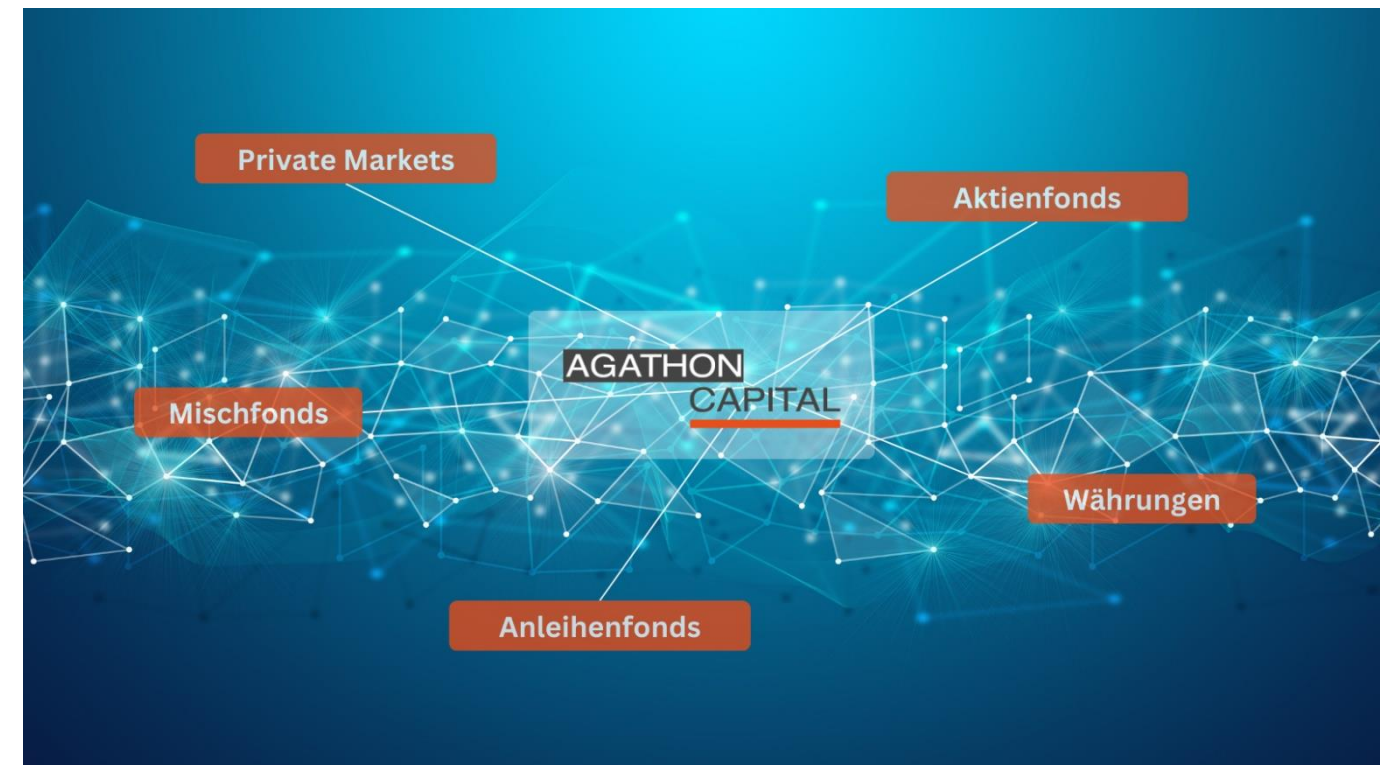 Private Markets
Aktienfonds
AGATHON
CAPITAL
Mischfonds
Währungen
Anleihenfonds